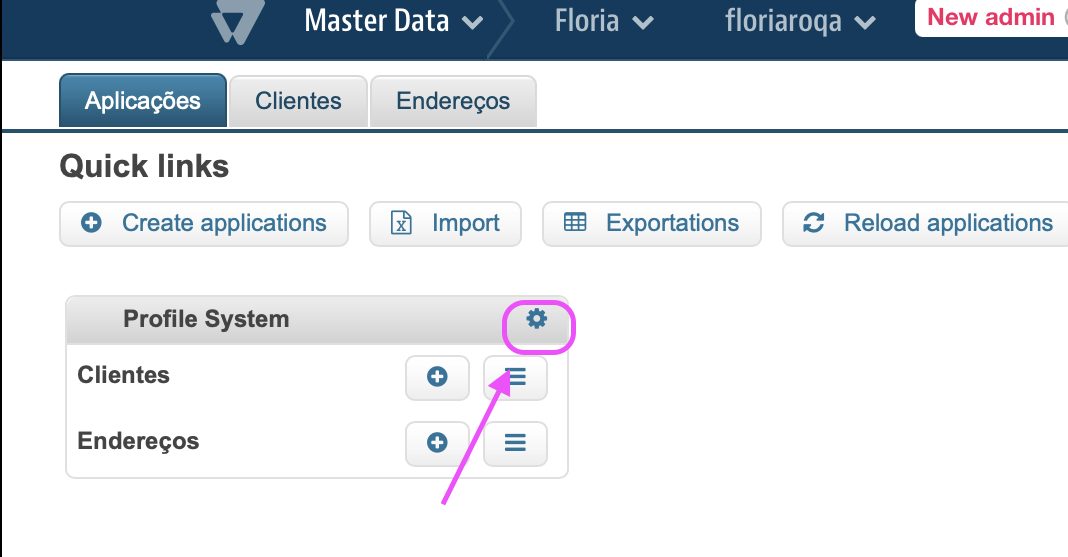 Master Data Floria floriaroqa New admin
Aplicações Clientes Endereços
Quick links
Create applications Import Exportations Reload applications
Profile System
Clientes
Endereços